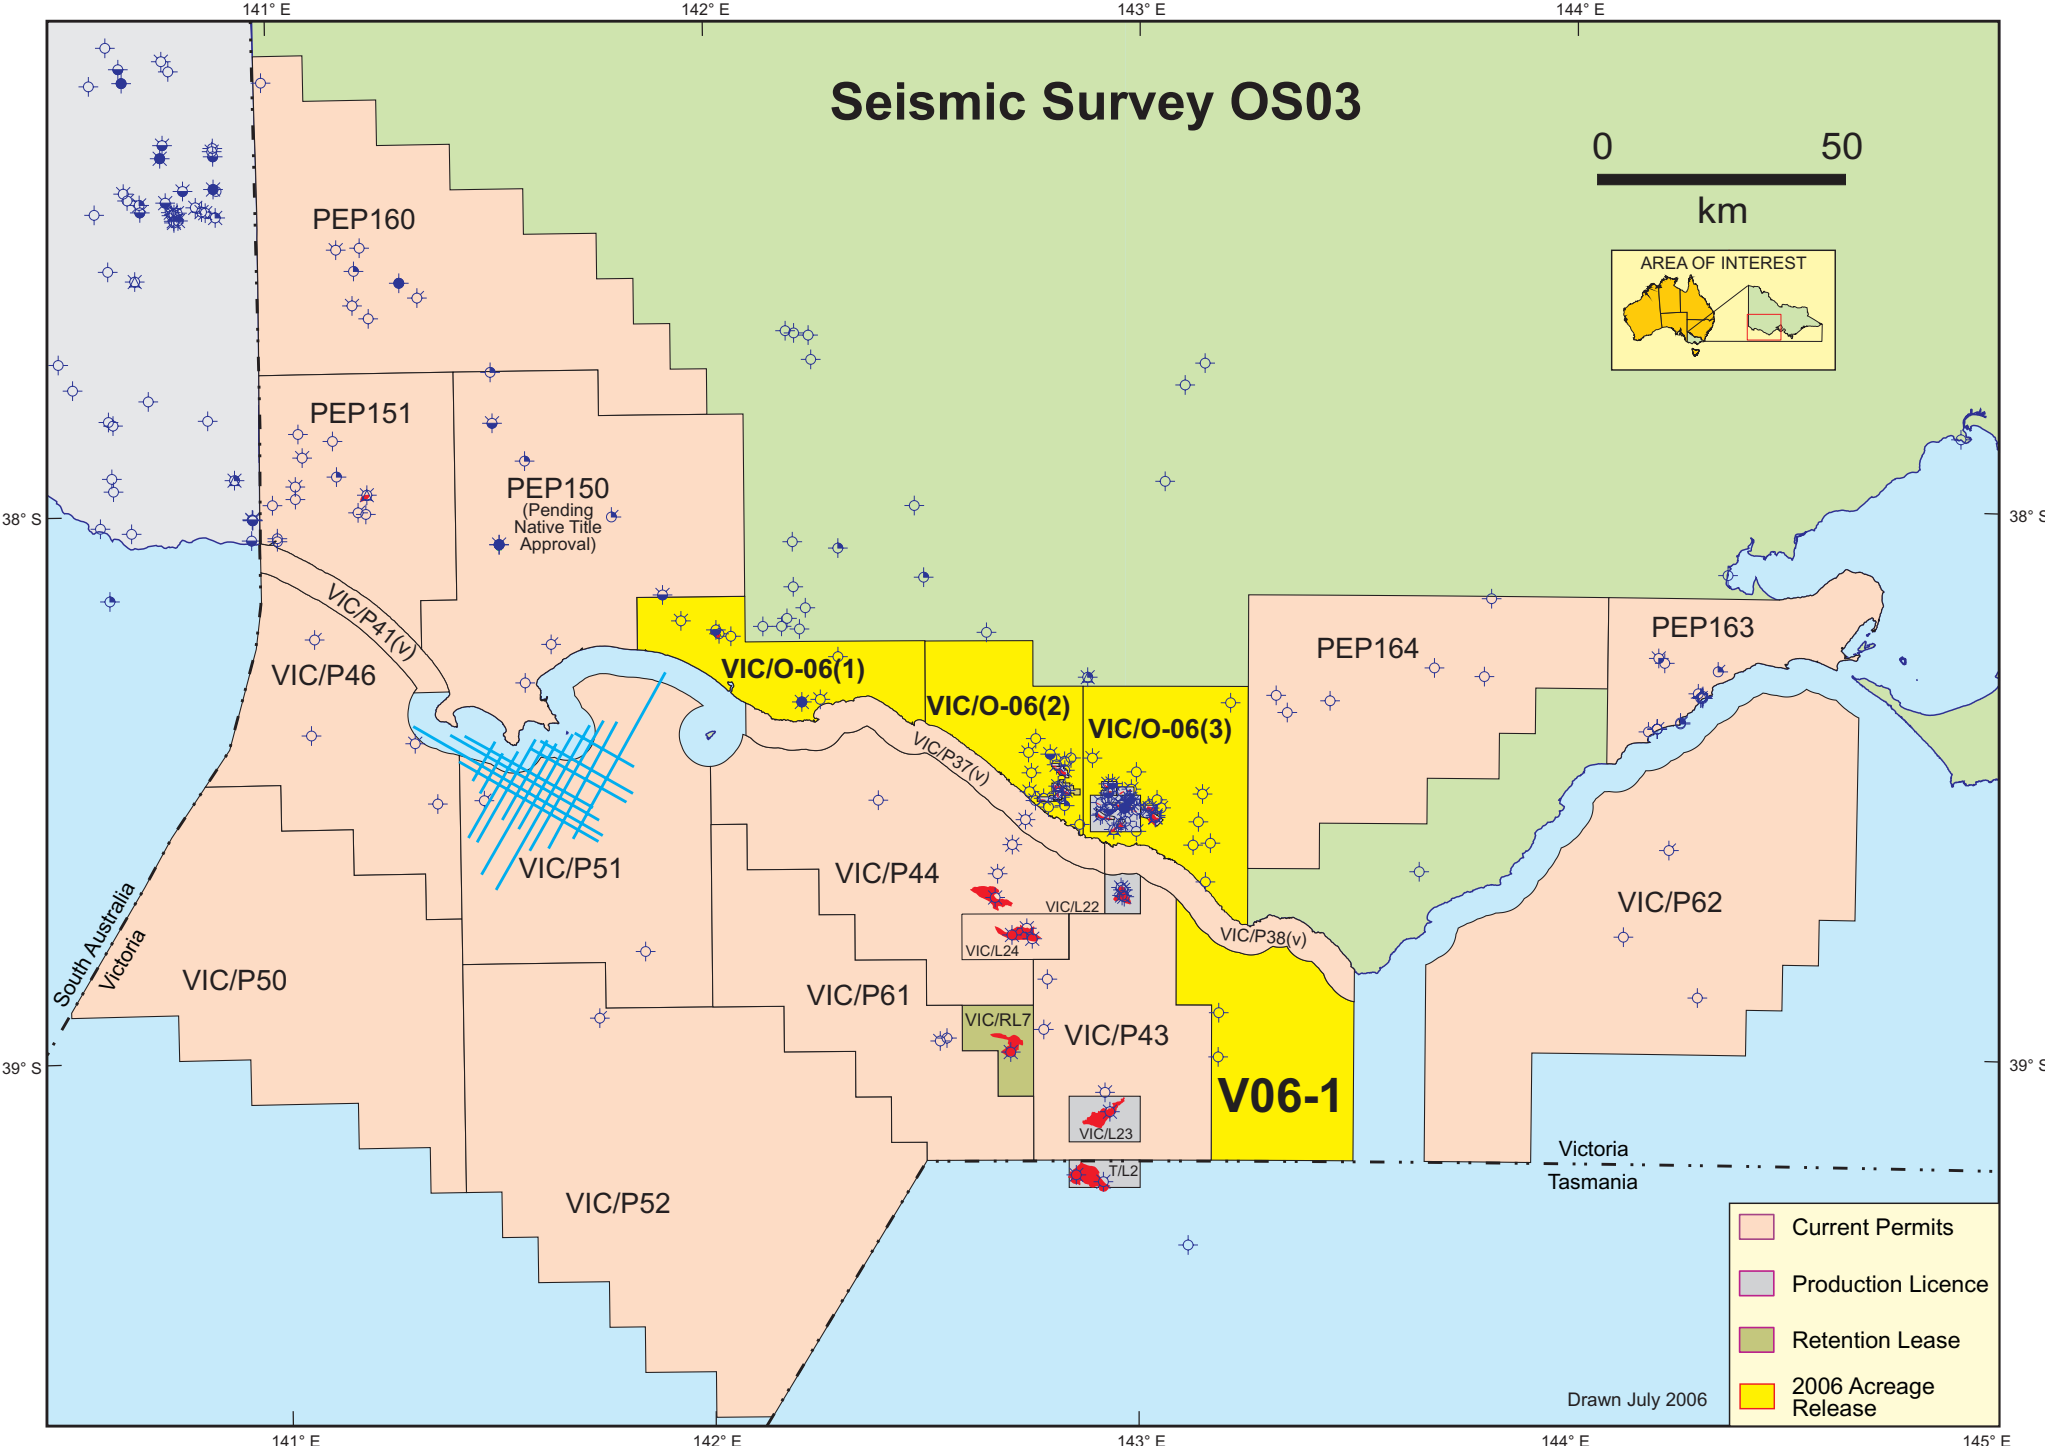 141° E
142° E
143° E
144° E
Seismic Survey OS03
0
50
km
AREA OF INTEREST
PEP160
PEP151
PEP150
(Pending
Native Title
Approval)
38° S
38° S
VIC/P41(v)
VIC/P46
VIC/O-06(1)
VIC/O-06(2)
VIC/O-06(3)
PEP164
PEP163
VIC/P37(v)
VIC/P51
VIC/P44
VIC/L22
VIC/P62
South Australia
Victoria
VIC/L24
VIC/P38(v)
VIC/P50
VIC/P61
VIC/RL7
VIC/P43
39° S
39° S
V06-1
VIC/L23
T/L2
Victoria
Tasmania
VIC/P52
Current Permits
Production Licence
Retention Lease
2006 Acreage
Release
Drawn July 2006
141° E
142° E
143° E
144° E
145° E